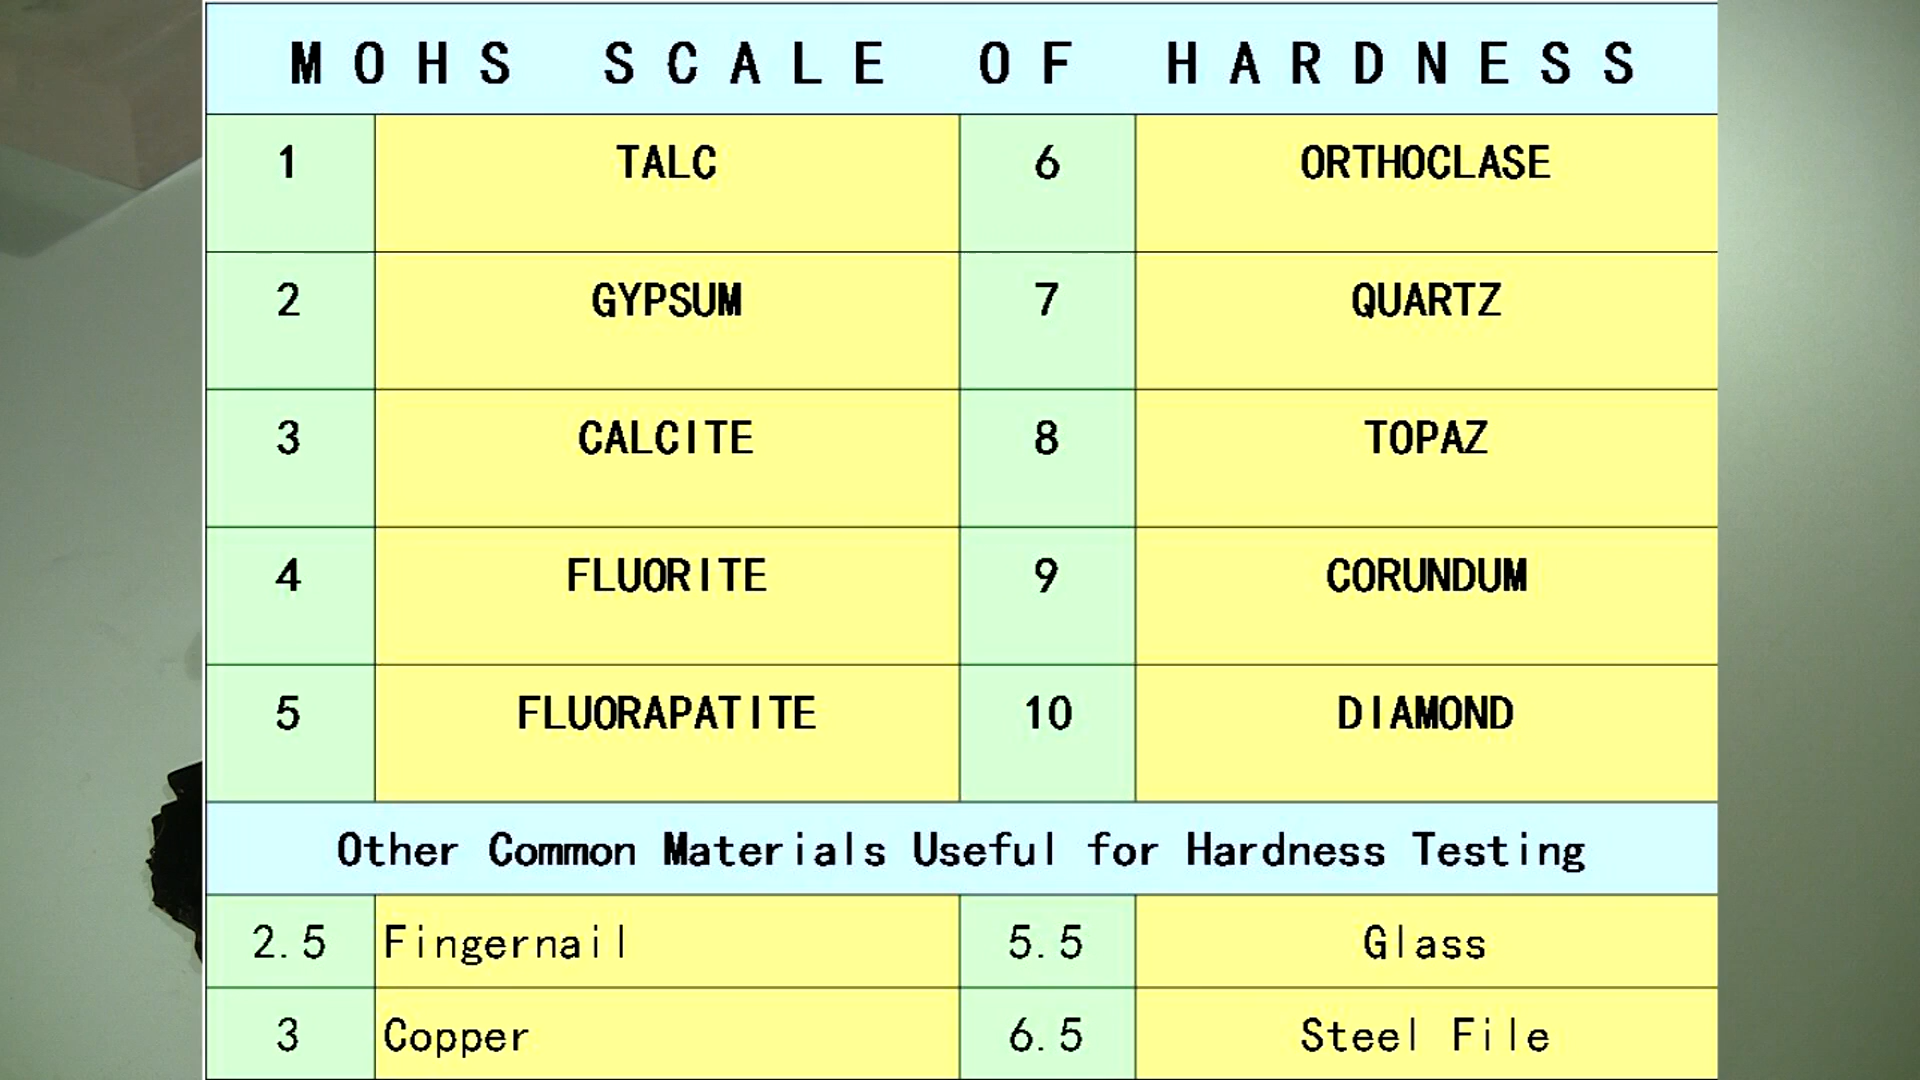 MOHS SCALE OF HARDNESS
1 TALC 6 ORTHOCLASE
2 GYPSUM 7 QUARTZ
3 CALCITE 8 TOPAZ
4 FLUORITE 9 CORUNDUM
5 FLUORAPATITE 10 DIAMOND
Other Common Materials Useful for Hardness Testing
2.5 Fingernail 5.5 Glass
3 Copper 6.5 Steel File